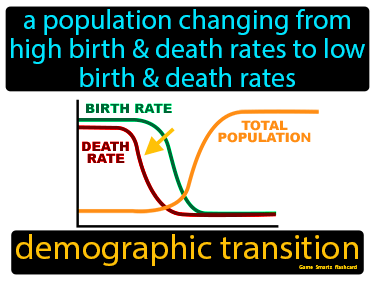 a population changing from
high birth & death rates to low
birth & death rates
BIRTH RATE
DEATH
RATE
TOTAL
POPULATION
demographic transition
Game Smartz flashcard